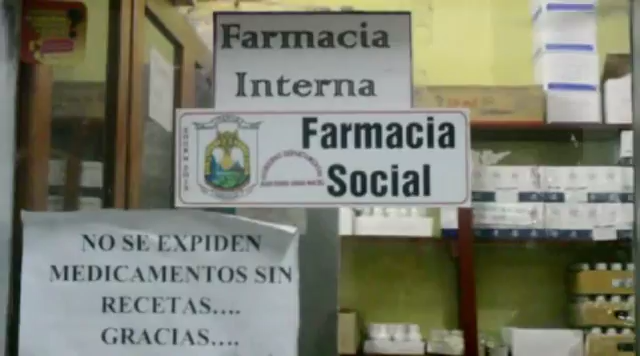 Farmacia
Interna
Farmacia
Social
NO SE EXPIDEN
MEDICAMENTOS SIN
RECETAS....
GRACIAS....